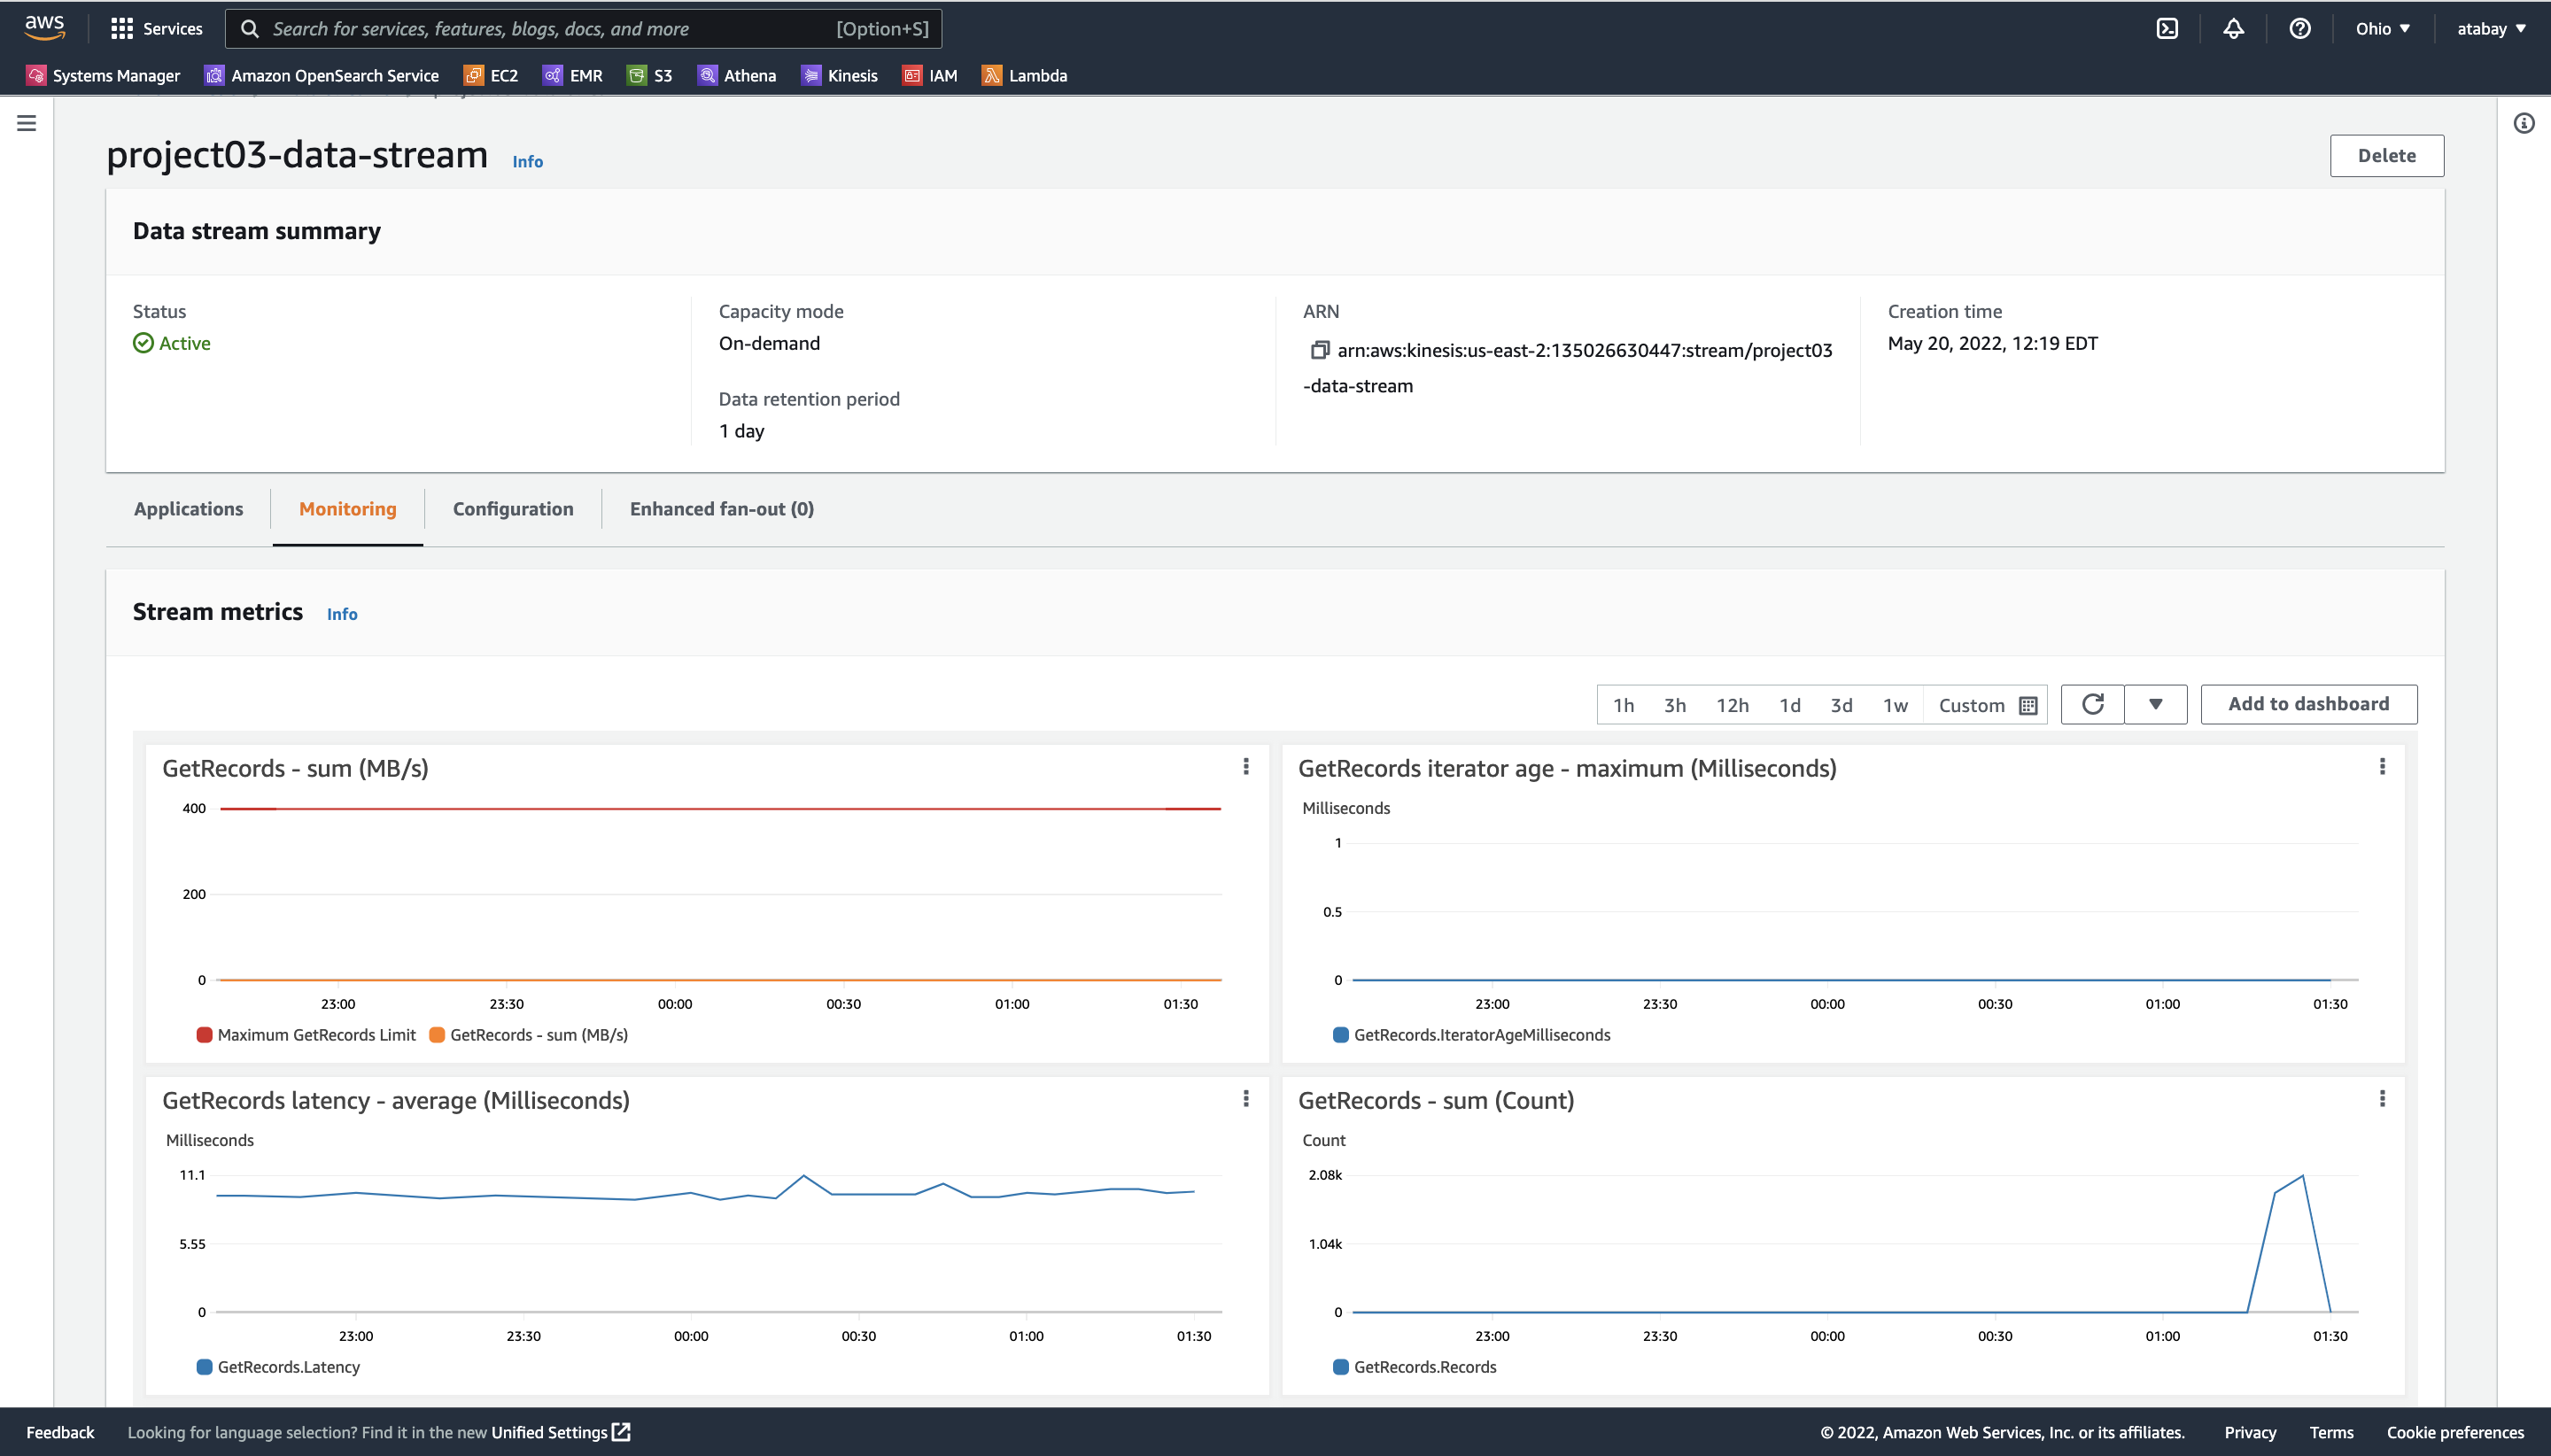 aws
Services
Search for services, features, blogs, docs, and more
[Option+S]
Ohio
atabay
Systems Manager
Amazon OpenSearch Service
EC2
EMR
S3
Athena
Kinesis
IAM
Lambda
project03-data-stream
Info
Delete
Data stream summary
Status
Active
Capacity mode
On-demand
Data retention period
1 day
ARN
arn:aws:kinesis:us-east-2:135026630447:stream/project03
-data-stream
Creation time
May 20, 2022, 12:19 EDT
Applications
Monitoring
Configuration
Enhanced fan-out (0)
Stream metrics
Info
1h
3h
12h
1d
3d
1w
Custom
Add to dashboard
GetRecords - sum (MB/s)
400
200
0
23:00
23:30
00:00
00:30
01:00
01:30
Maximum GetRecords Limit
GetRecords - sum (MB/s)
GetRecords iterator age - maximum (Milliseconds)
Milliseconds
1
0.5
0
23:00
23:30
00:00
00:30
01:00
01:30
GetRecords.IteratorAgeMilliseconds
GetRecords latency - average (Milliseconds)
Milliseconds
11.1
5.55
0
23:00
23:30
00:00
00:30
01:00
01:30
GetRecords.Latency
GetRecords - sum (Count)
Count
2.08k
1.04k
0
23:00
23:30
00:00
00:30
01:00
01:30
GetRecords.Records
Feedback
Looking for language selection? Find it in the new Unified Settings
© 2022, Amazon Web Services, Inc. or its affiliates.
Privacy
Terms
Cookie preferences